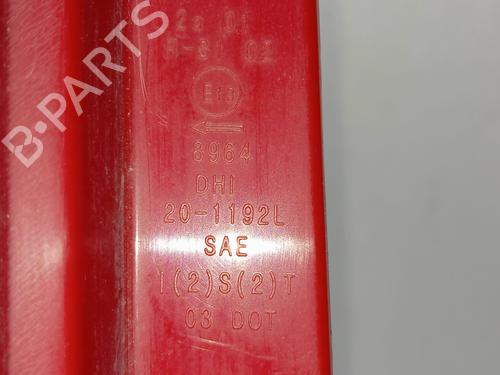 2a 01
R-S1 02
E13
8964
DHI
20-1192L
SAE
I(2)S(2)T
03 DOT
B-PARTS